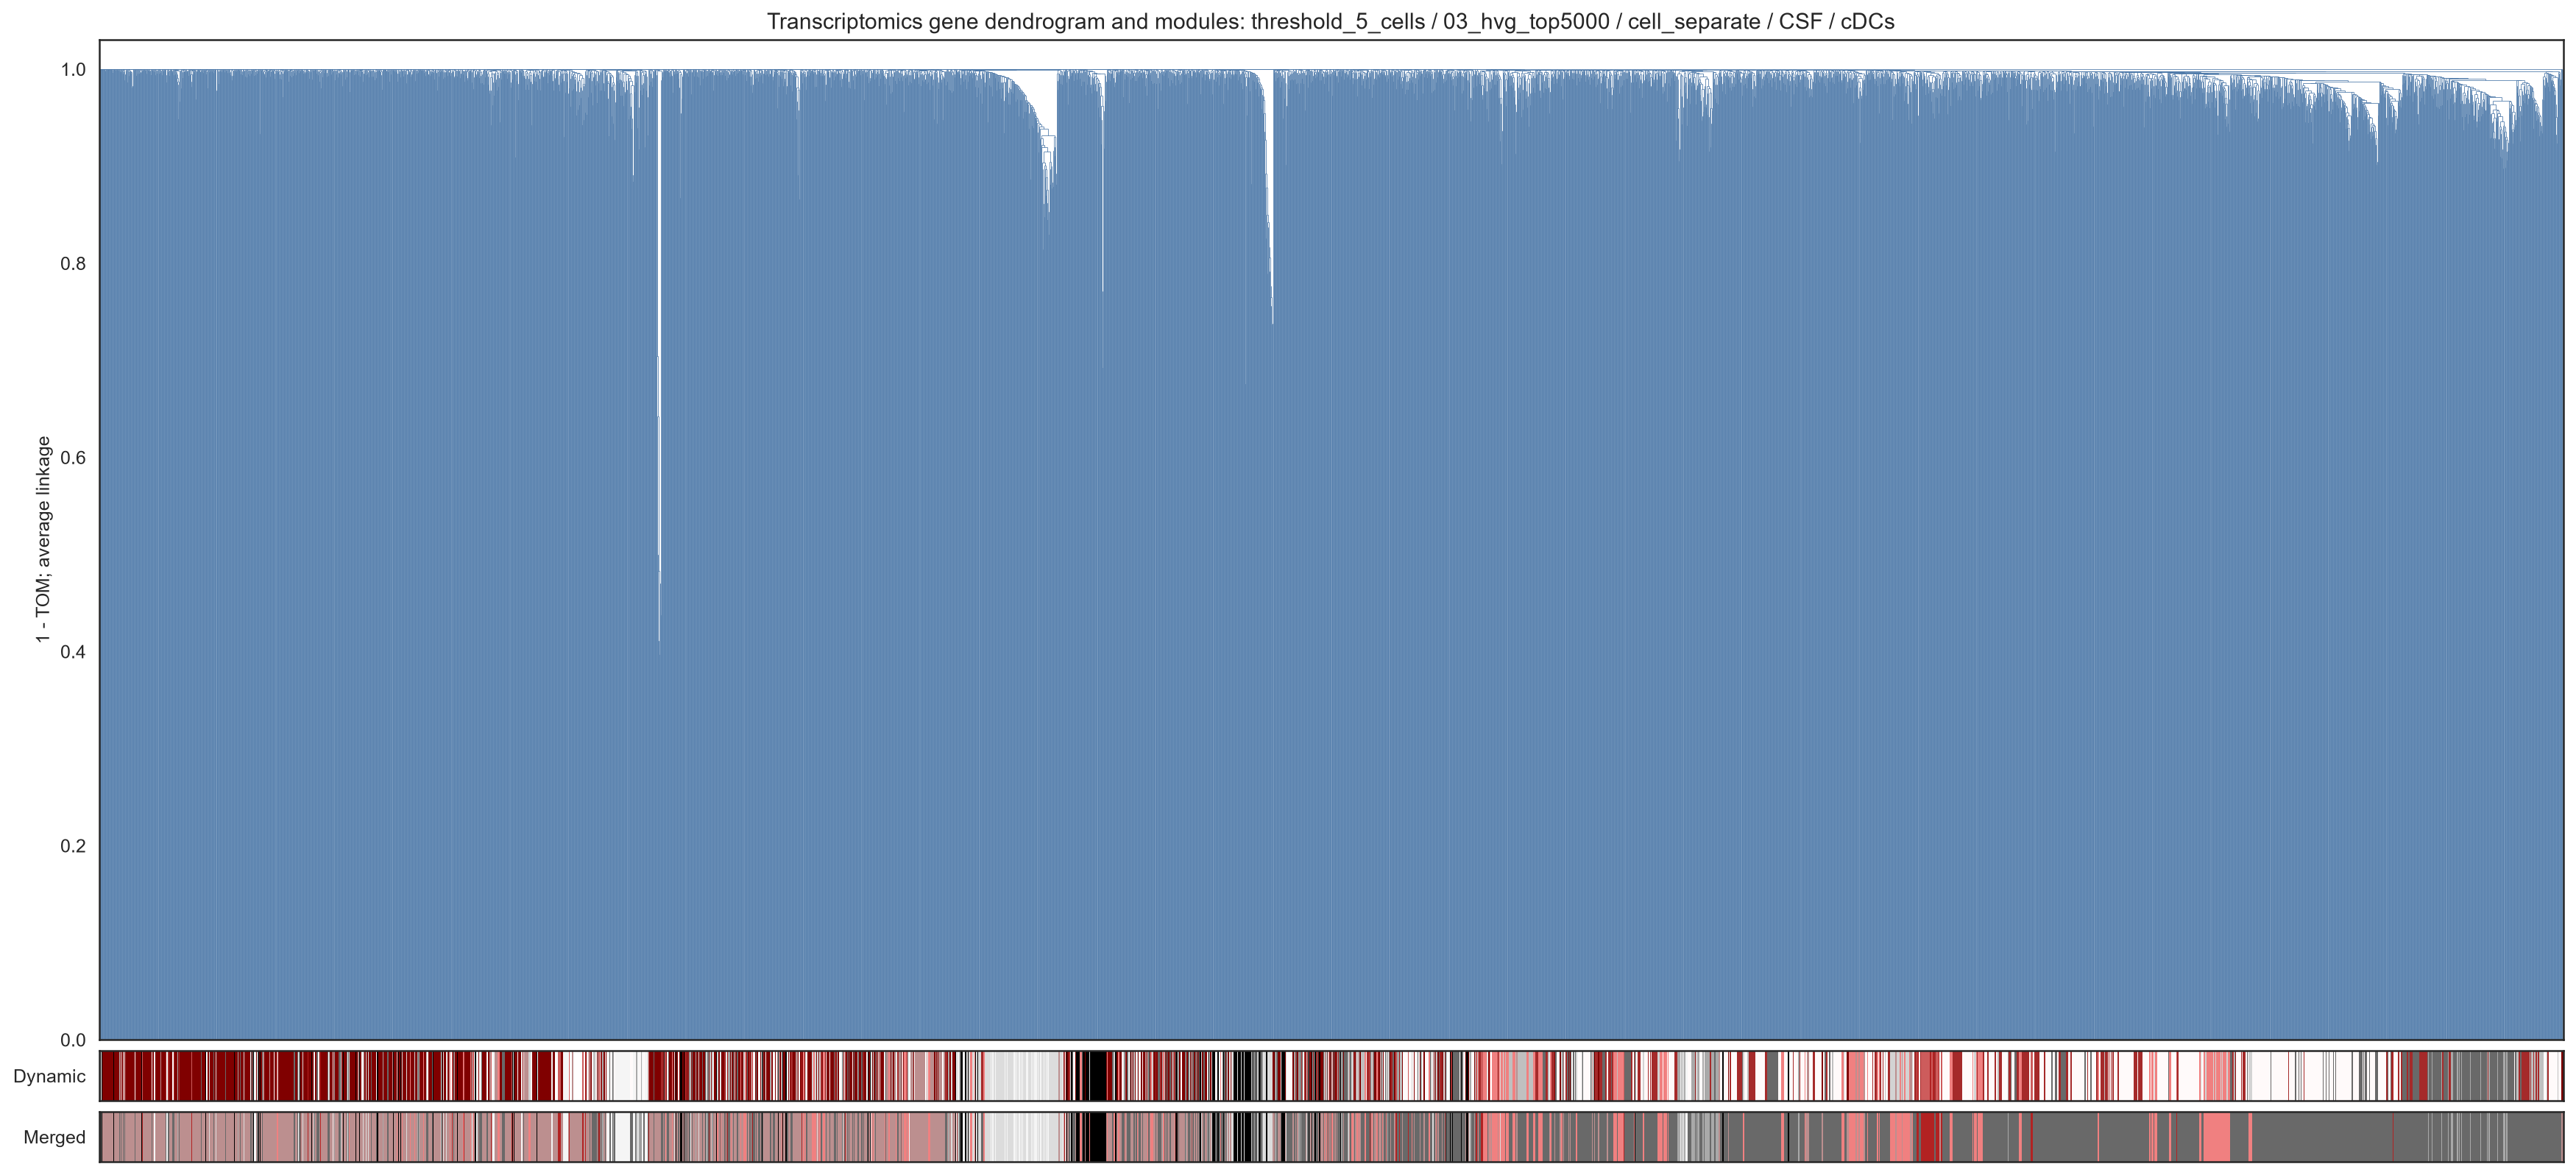 Transcriptomics gene dendrogram and modules: threshold_5_cells / 03_hvg_top5000 / cell_separate / CSF / cDCs
1.0
0.8
0.6
0.4
0.2
0.0
1 - TOM; average linkage
Dynamic
Merged